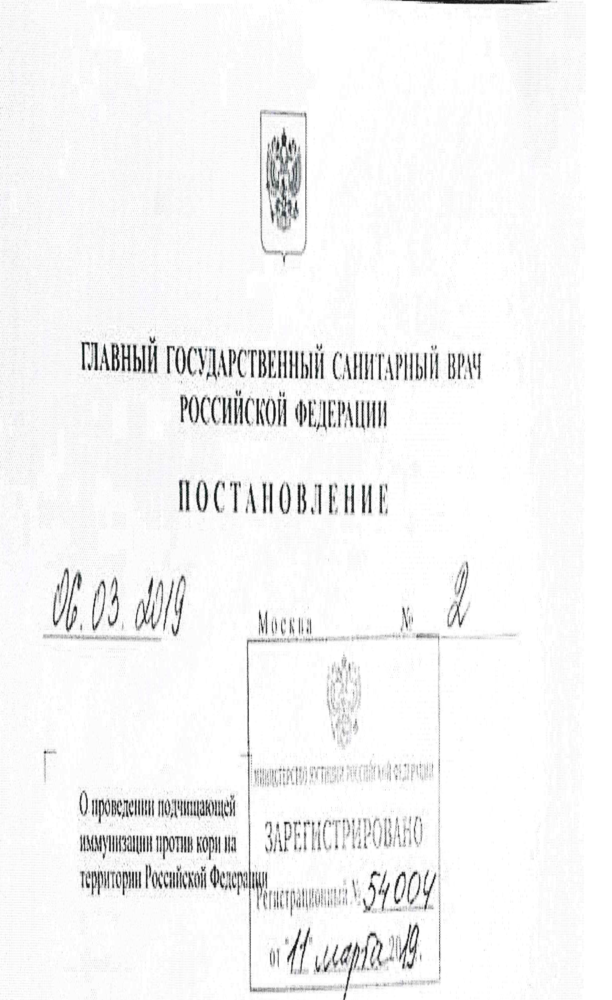 ГЛАВНЫЙ ГОСУДАРСТВЕННЫЙ САНИТАРНЫЙ ВРАЧ
РОССИЙСКОЙ ФЕДЕРАЦИИ
ПОСТАНОВЛЕНИЕ
06.03.2019 Москва № 2
МИНИСТЕРСТВО ЮСТИЦИИ РОССИЙСКОЙ ФЕДЕРАЦИИ
ЗАРЕГИСТРИРОВАНО
Регистрационный № 54004
от "11" марта 2019.
О проведении подчищающей
иммунизации против кори на
территории Российской Федерации